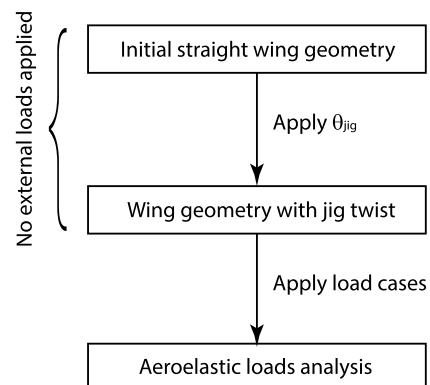 No external loads applied
Initial straight wing geometry
Apply θjig
Wing geometry with jig twist
Apply load cases
Aeroelastic loads analysis